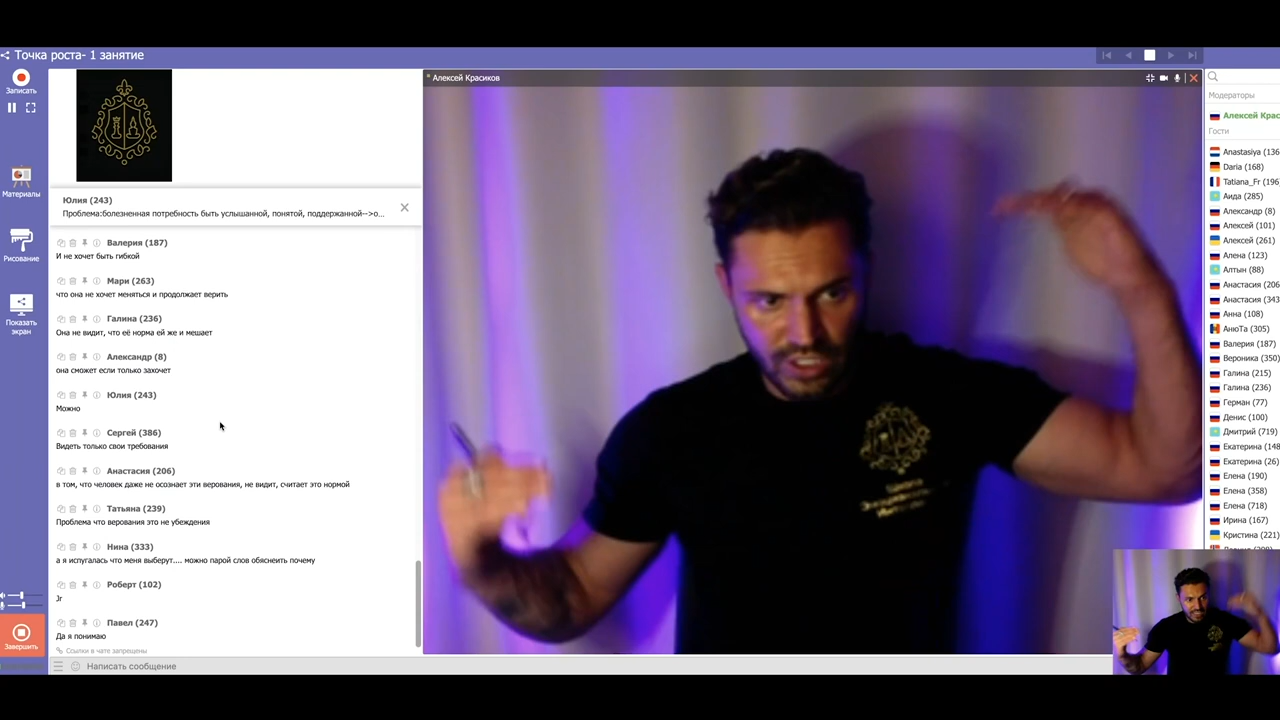 Точка роста- 1 занятие
Записать
Материалы
Рисование
Показать
экран
Завершить
Юлия (243)
Проблема:болезненная потребность быть услышанной, понятой, поддержанной-->о...
Валерия (187)
И не хочет быть гибкой
Мари (263)
что она не хочет меняться и продолжает верить
Галина (236)
Она не видит, что её норма ей же и мешает
Александр (8)
она сможет если только захочет
Юлия (243)
Можно
Сергей (386)
Видеть только свои требования
Анастасия (206)
в том, что человек даже не осознает эти верования, не видит, считает это нормой
Татьяна (239)
Проблема что верования это не убеждения
Нина (333)
а я испугалась что меня выберут.... можно парой слов обяснеить почему
Роберт (102)
Jr
Павел (247)
Да я понимаю
Ссылки в чате запрещены
Написать сообщение
Алексей Красиков
Модераторы
Алексей Крас
Гости
Anastasiya (136
Daria (168)
Tatiana_Fr (196
Аида (285)
Александр (8)
Алексей (101)
Алексей (261)
Алена (123)
Алтын (88)
Анастасия (206
Анастасия (343
Анна (108)
АнюТа (305)
Валерия (187)
Вероника (350)
Галина (215)
Галина (236)
Герман (77)
Денис (100)
Дмитрий (719)
Екатерина (148
Екатерина (26)
Елена (190)
Елена (358)
Елена (718)
Ирина (167)
Кристина (221)